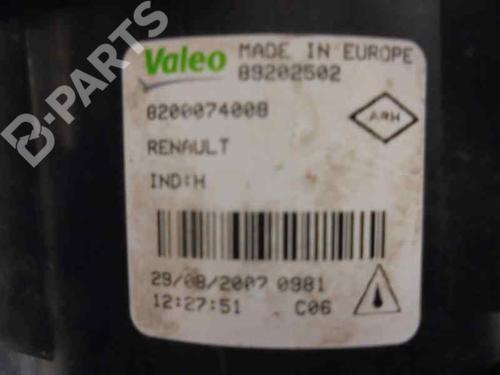 Valeo MADE IN EUROPE
89202502
8200074008
ARH
RENAULT
IND:H
29/08/2007 0981
12:27:51 C06
B-PARTS